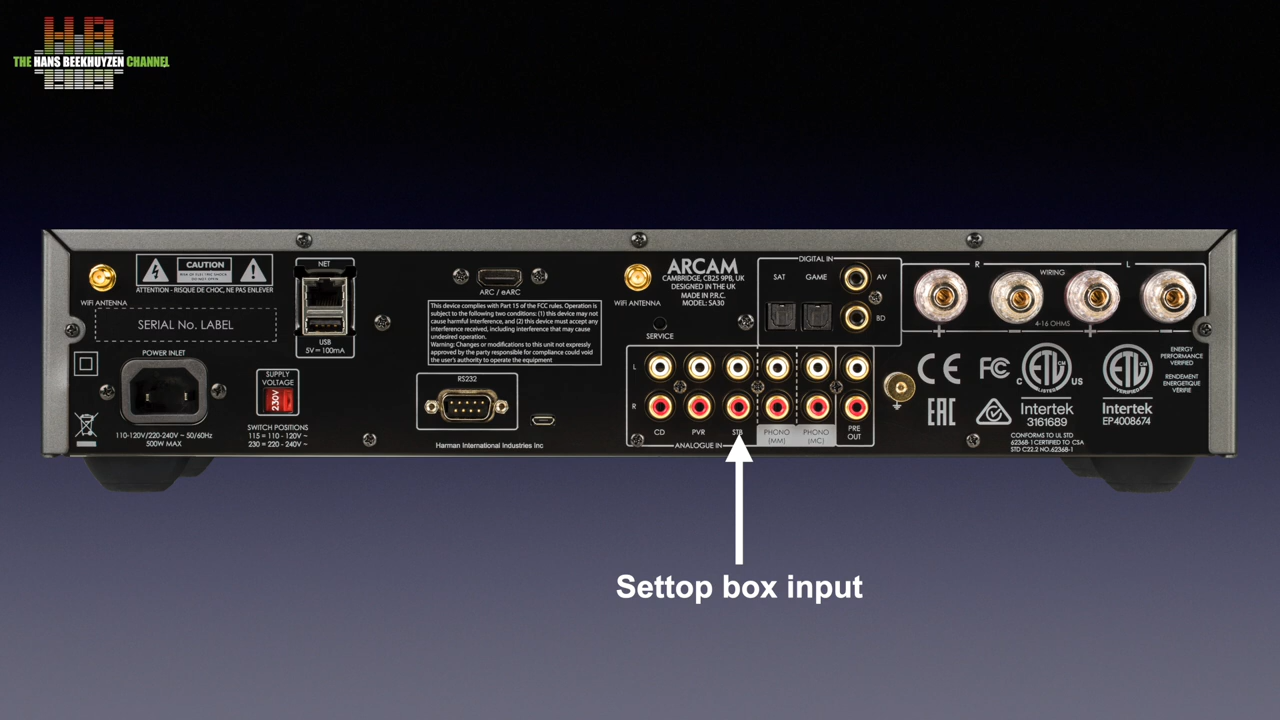 THE HANS BEEKHUYZEN CHANNEL
WIFI ANTENNA
CAUTION
RISK OF ELECTRIC SHOCK
DO NOT OPEN
ATTENTION - RISQUE DE CHOC, NE PAS ENLEVER
SERIAL No. LABEL
POWER INLET
110-120V/220-240V ~ 50/60Hz
500W MAX
SUPPLY
VOLTAGE
230V
SWITCH POSITIONS
115 = 110 - 120V ~
230 = 220 - 240V ~
NET
USB
5V = 100mA
ARC / eARC
This device complies with Part 15 of the FCC rules. Operation is
subject to the following two conditions: (1) this device may not
cause harmful interference, and (2) this device must accept any
interference received, including interference that may cause
undesired operation.
Warning: Changes or modifications to this unit not expressly
approved by the party responsible for compliance could void
the user's authority to operate the equipment
RS232
Harman International Industries Inc
WIFI ANTENNA
SERVICE
ARCAM
CAMBRIDGE, CB25 9PB, UK
DESIGNED IN THE UK
MADE IN P.R.C.
MODEL: SA30
DIGITAL IN
SAT
GAME
AV
BD
L
R
CD
PVR
STB
PHONO
(MM)
PHONO
(MC)
PRE
OUT
ANALOGUE IN
R
WIRING
L
4-16 OHMS
CE
FC
EAC
C
ETL
CM
LISTED
US
Intertek
3161689
CONFORMS TO UL STD
62368-1 CERTIFIED TO CSA
STD C22.2 NO.62368-1
ETL
CM
VERIFIED
Intertek
EP4008674
ENERGY
PERFORMANCE
VERIFIED
RENDEMENT
ENERGETIQUE
VERIFIE
Settop box input